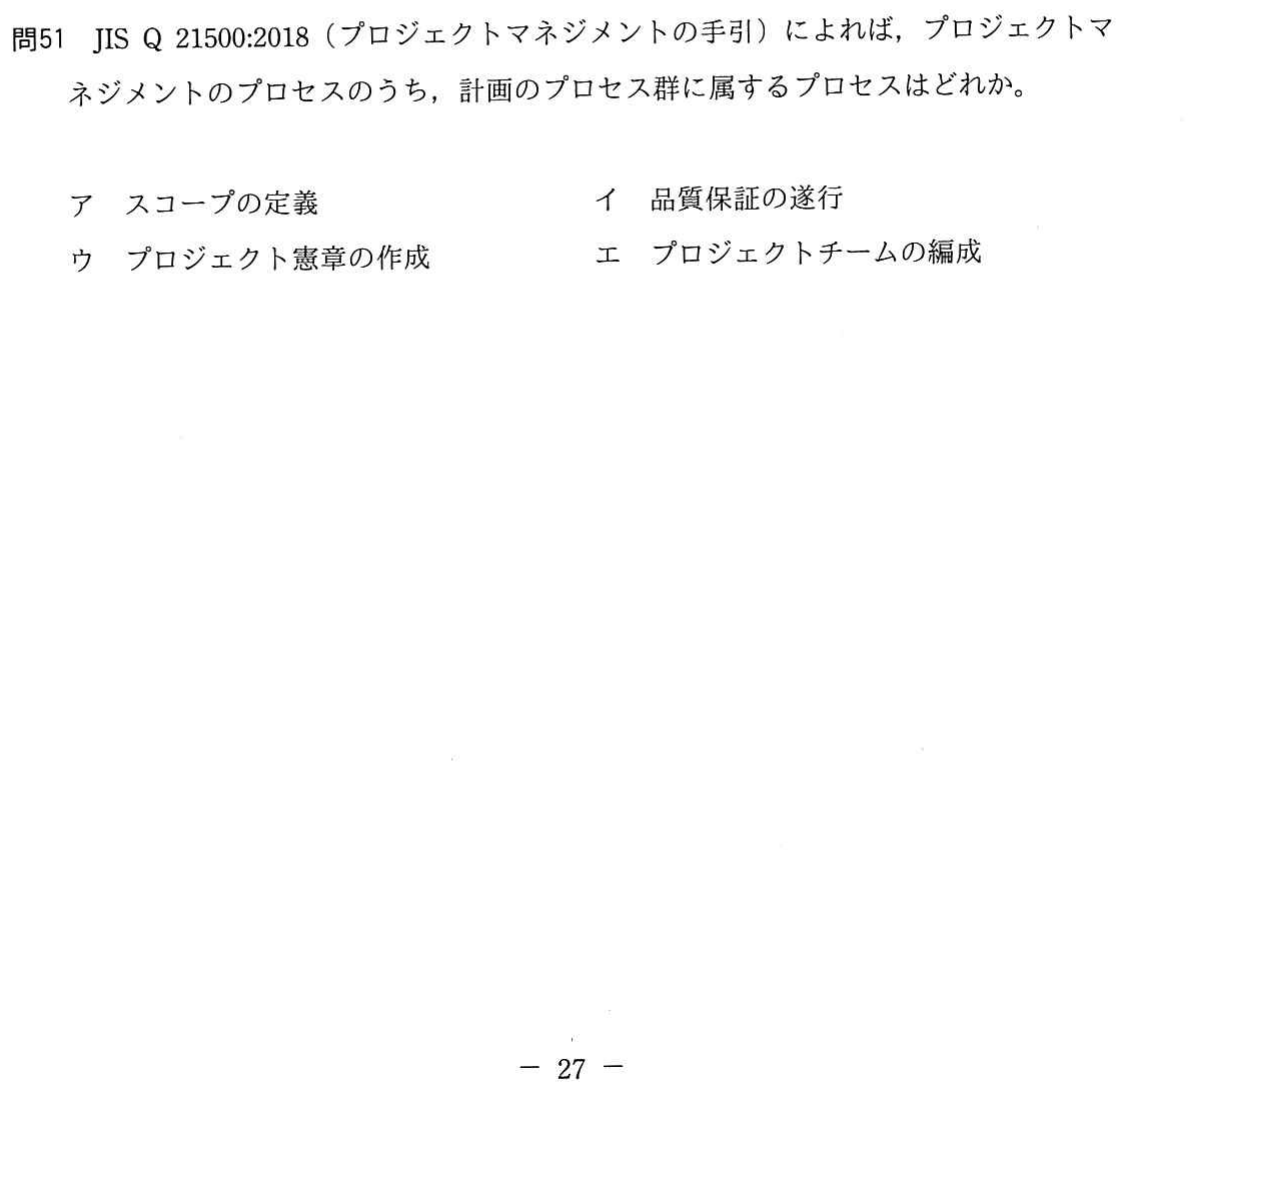 問51 JIS Q 21500:2018（プロジェクトマネジメントの手引）によれば，プロジェクトマ
ネジメントのプロセスのうち，計画のプロセス群に属するプロセスはどれか。
ア スコープの定義 イ 品質保証の遂行
ウ プロジェクト憲章の作成 エ プロジェクトチームの編成
－ 27 －